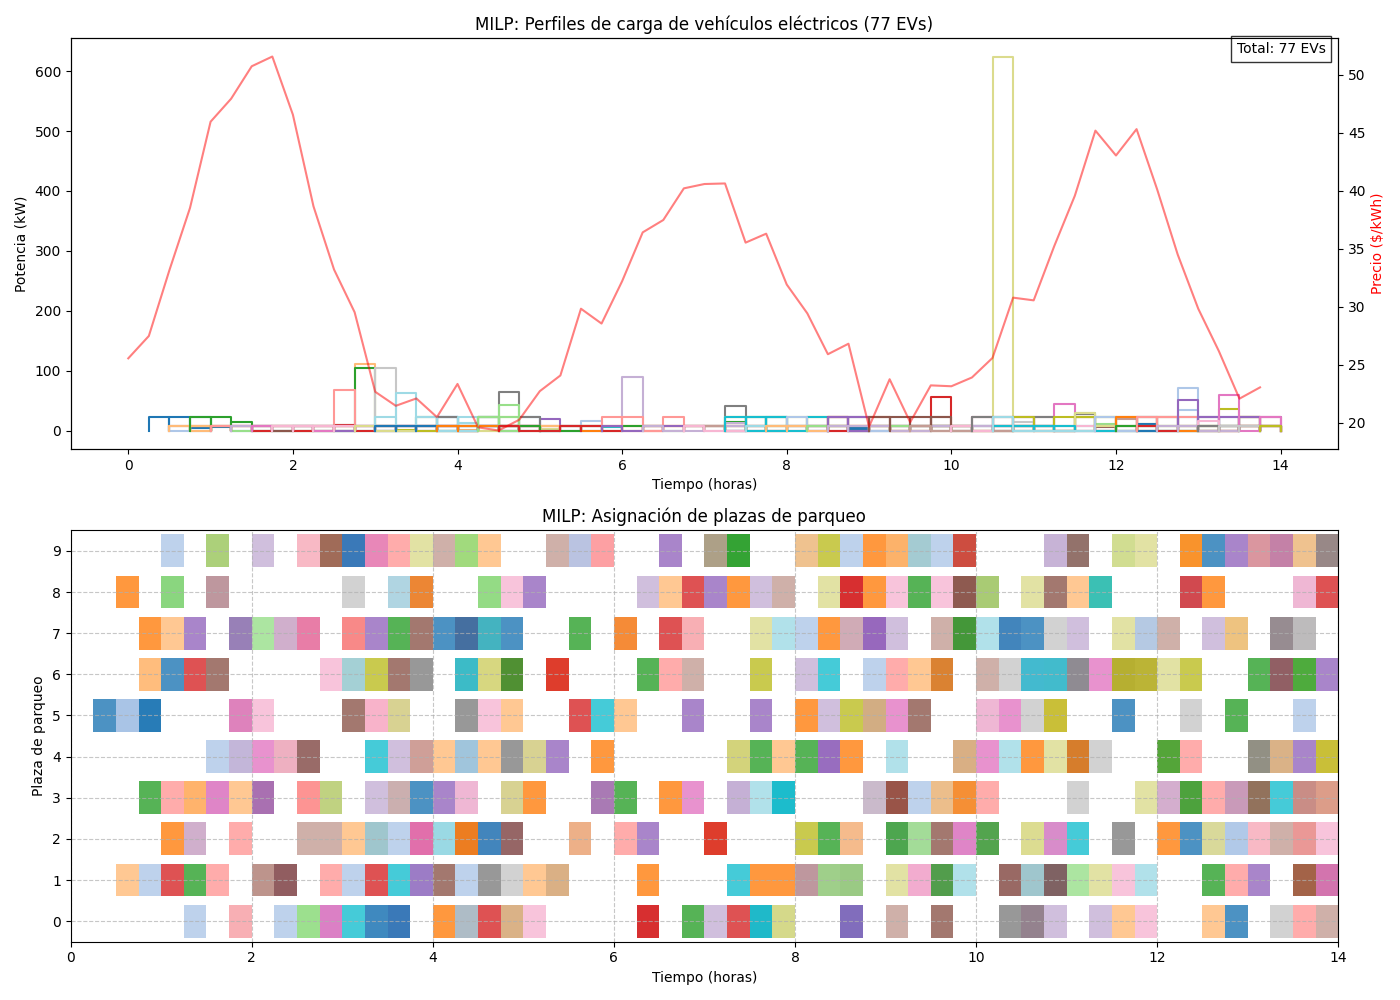 MILP: Perfiles de carga de vehículos eléctricos (77 EVs)
Total: 77 EVs
Potencia (kW)
600
500
400
300
200
100
0
50
45
40
35
30
25
20
Precio ($/kWh)
0 2 4 6 8 10 12 14
Tiempo (horas)
MILP: Asignación de plazas de parqueo
Plaza de parqueo
9
8
7
6
5
4
3
2
1
0
0 2 4 6 8 10 12 14
Tiempo (horas)